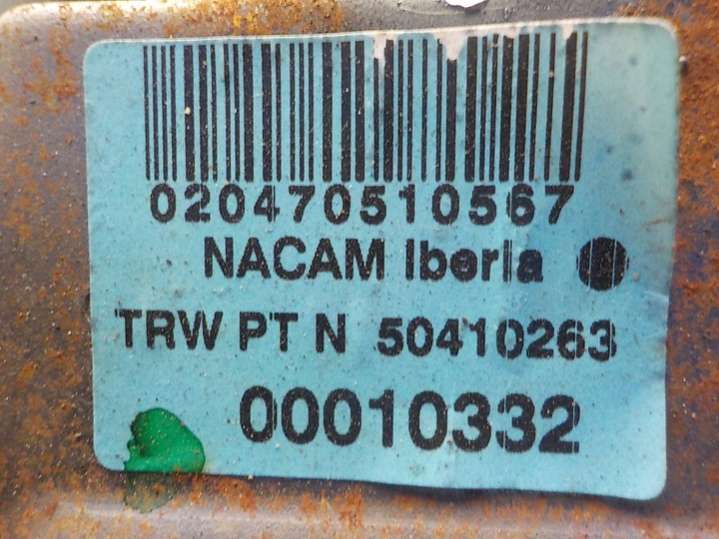 020470510567
NACAM Iberia
TRW PT N 50410263
00010332